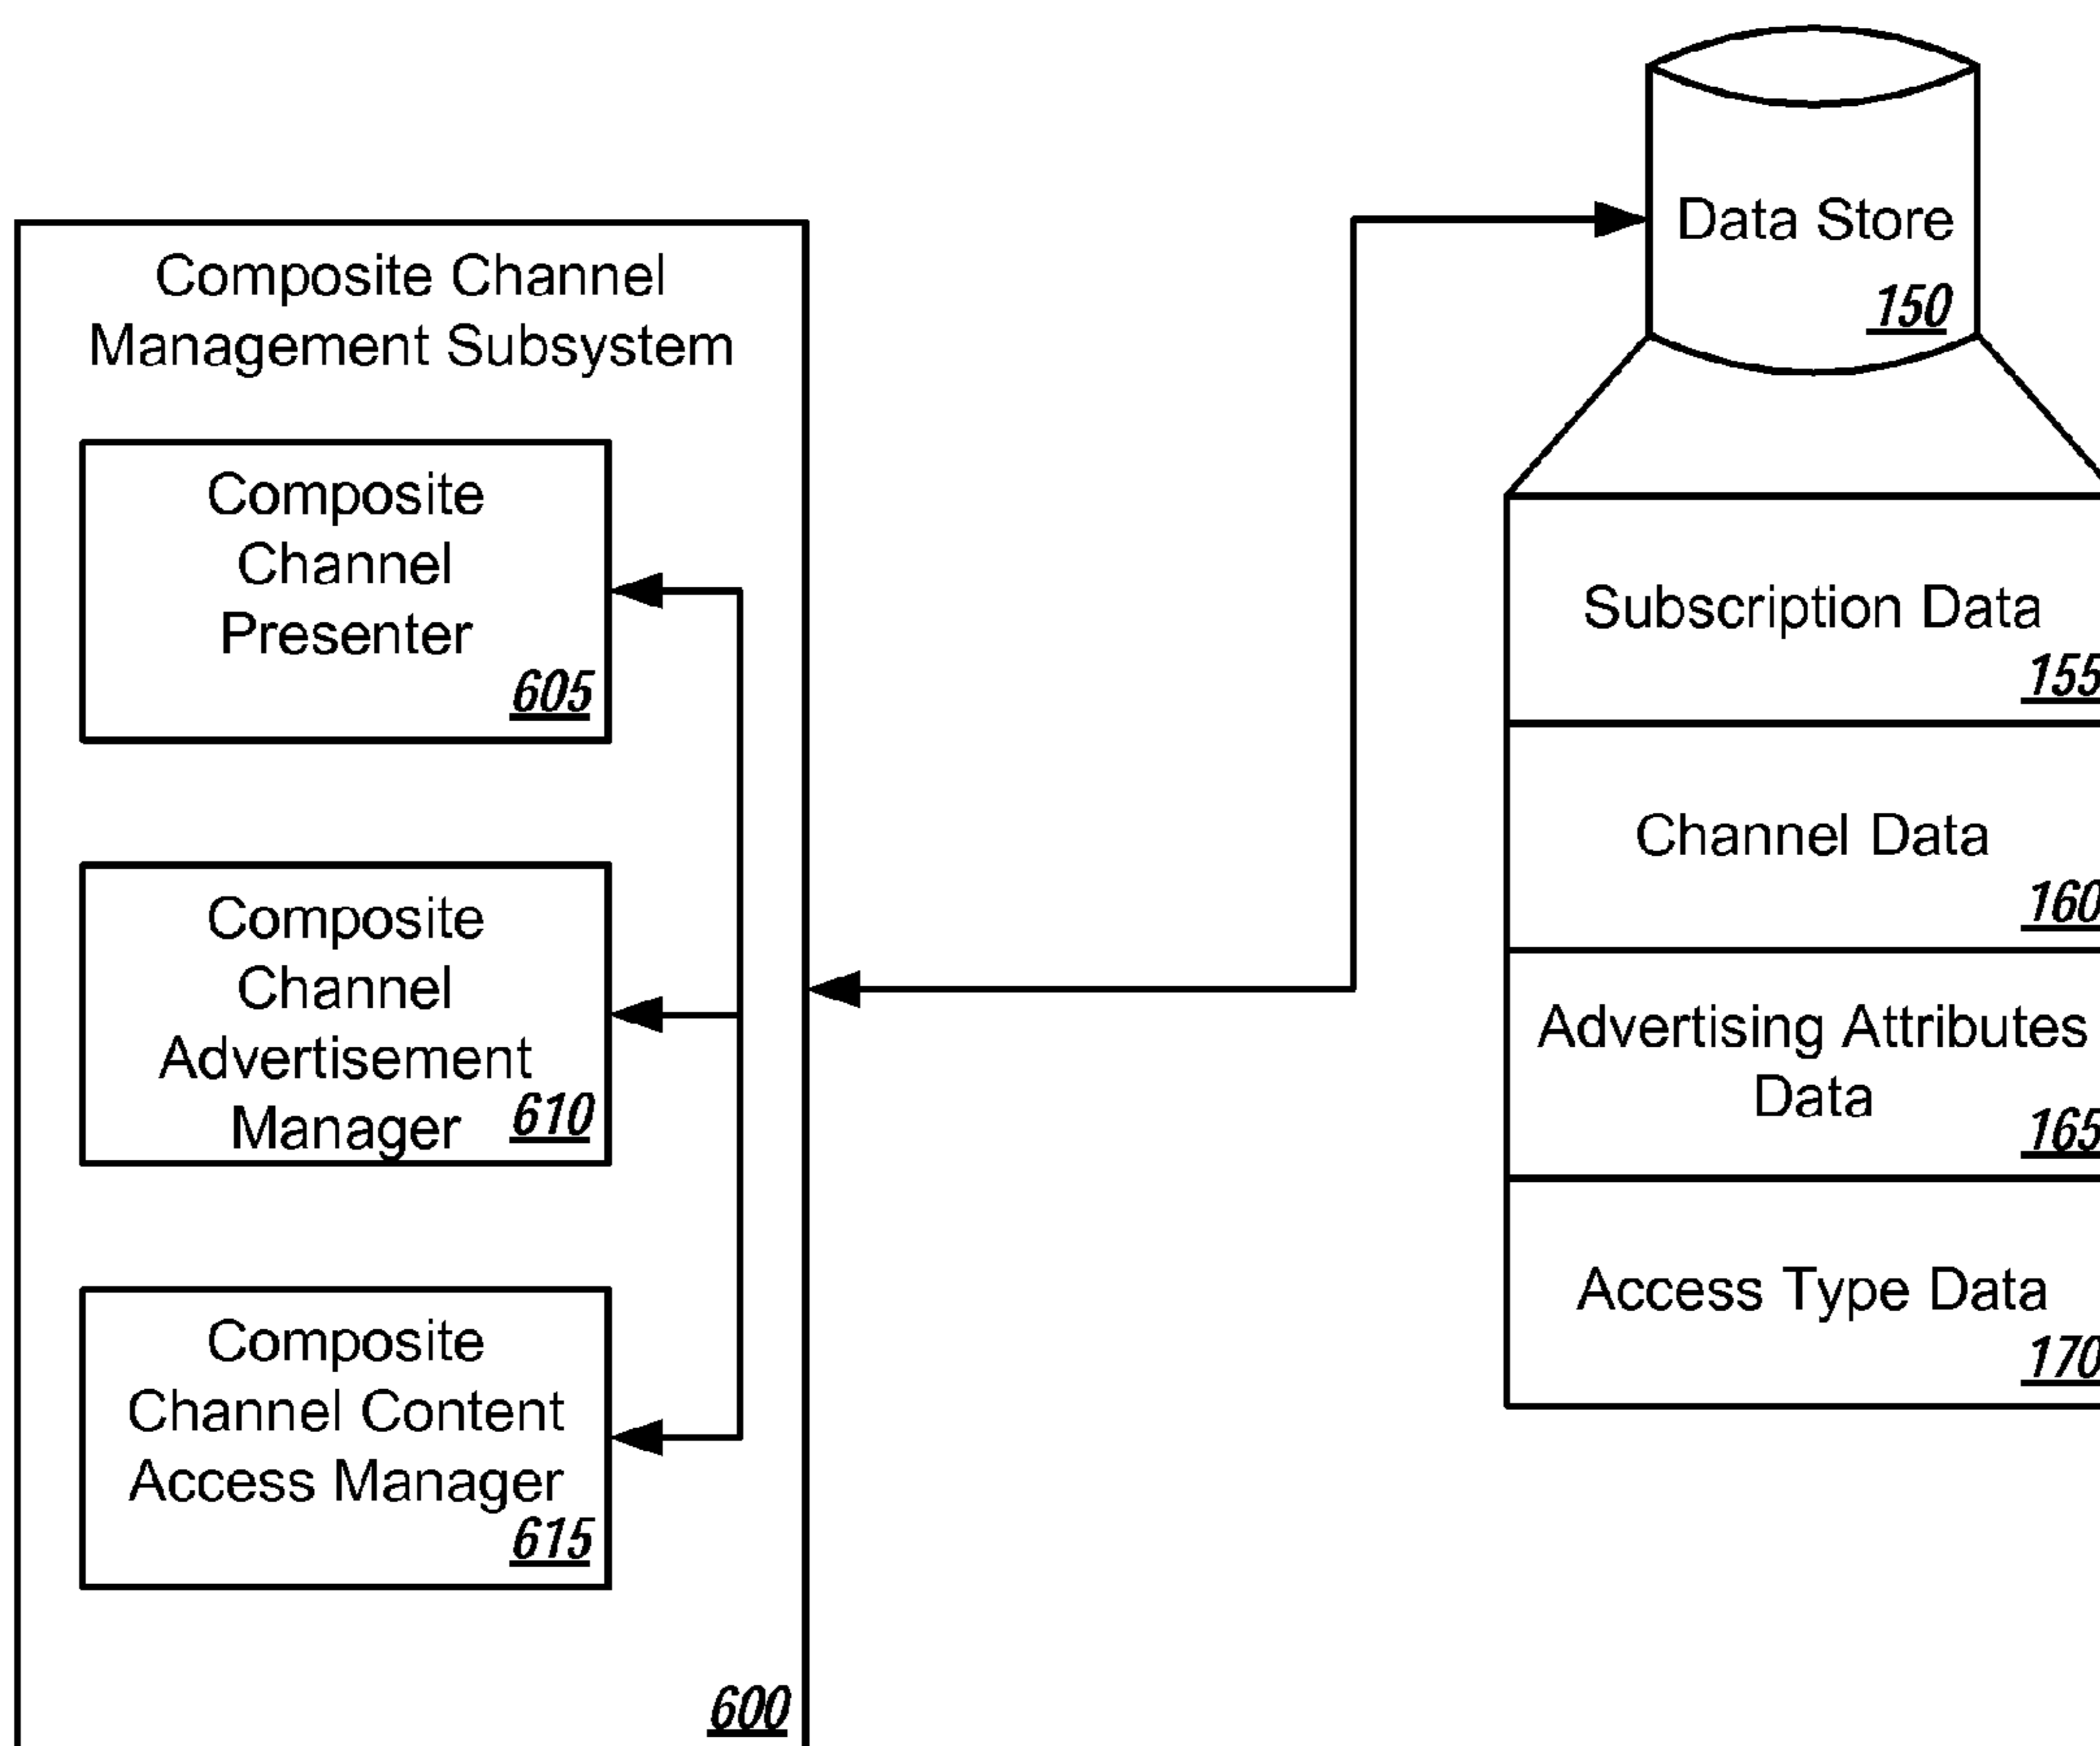 Composite Channel
Management Subsystem
Composite
Channel
Presenter
605
Composite
Channel
Advertisement
Manager
610
Composite
Channel Content
Access Manager
615
600
Data Store
150
Subscription Data
155
Channel Data
160
Advertising Attributes
Data
165
Access Type Data
170